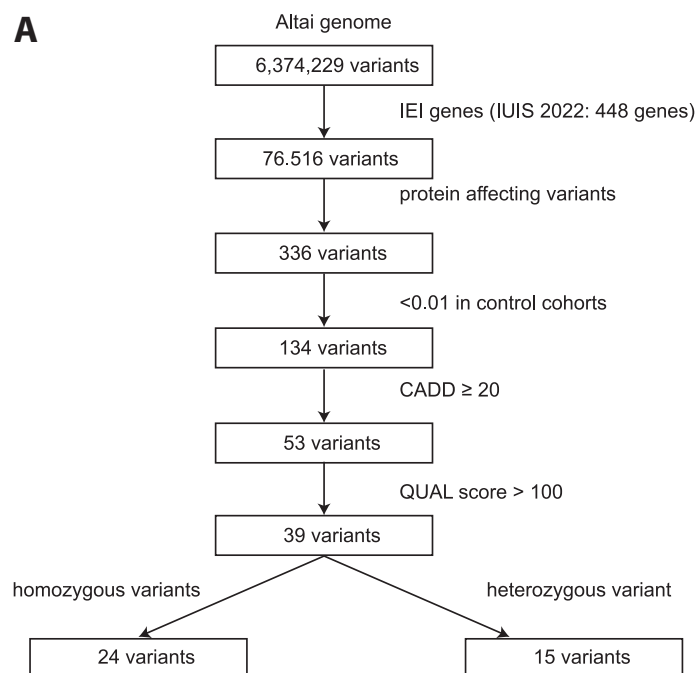 A
Altai genome
6,374,229 variants
IEI genes (IUIS 2022: 448 genes)
76.516 variants
protein affecting variants
336 variants
<0.01 in control cohorts
134 variants
CADD ≥ 20
53 variants
QUAL score > 100
39 variants
homozygous variants
heterozygous variant
24 variants
15 variants